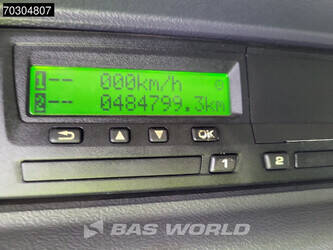 70304807
1 -- 000km/h
2 -- 0484799.3km
OK
1 2
BAS WORLD